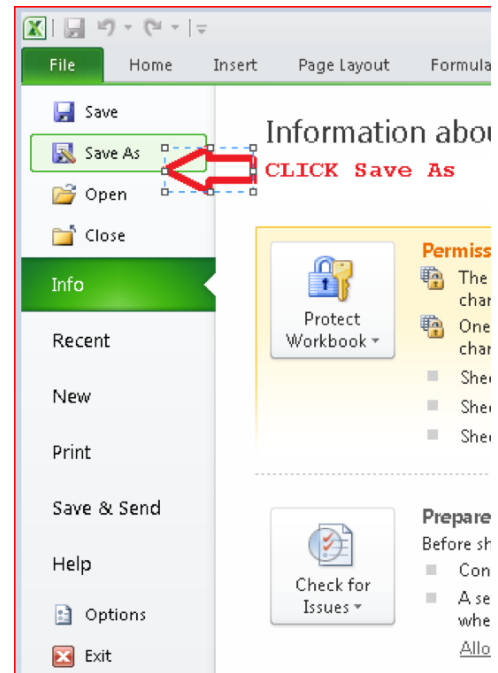 File Home Insert Page Layout Formula
Save
Information abou
Save As
CLICK Save As
Open
Close
Info
Recent
New
Print
Save & Send
Help
Options
Exit
Protect
Workbook
Permiss
The
char
One
char
Shee
Shee
Shee
Check for
Issues
Prepare
Before sh
Con
A se
whe
Allo